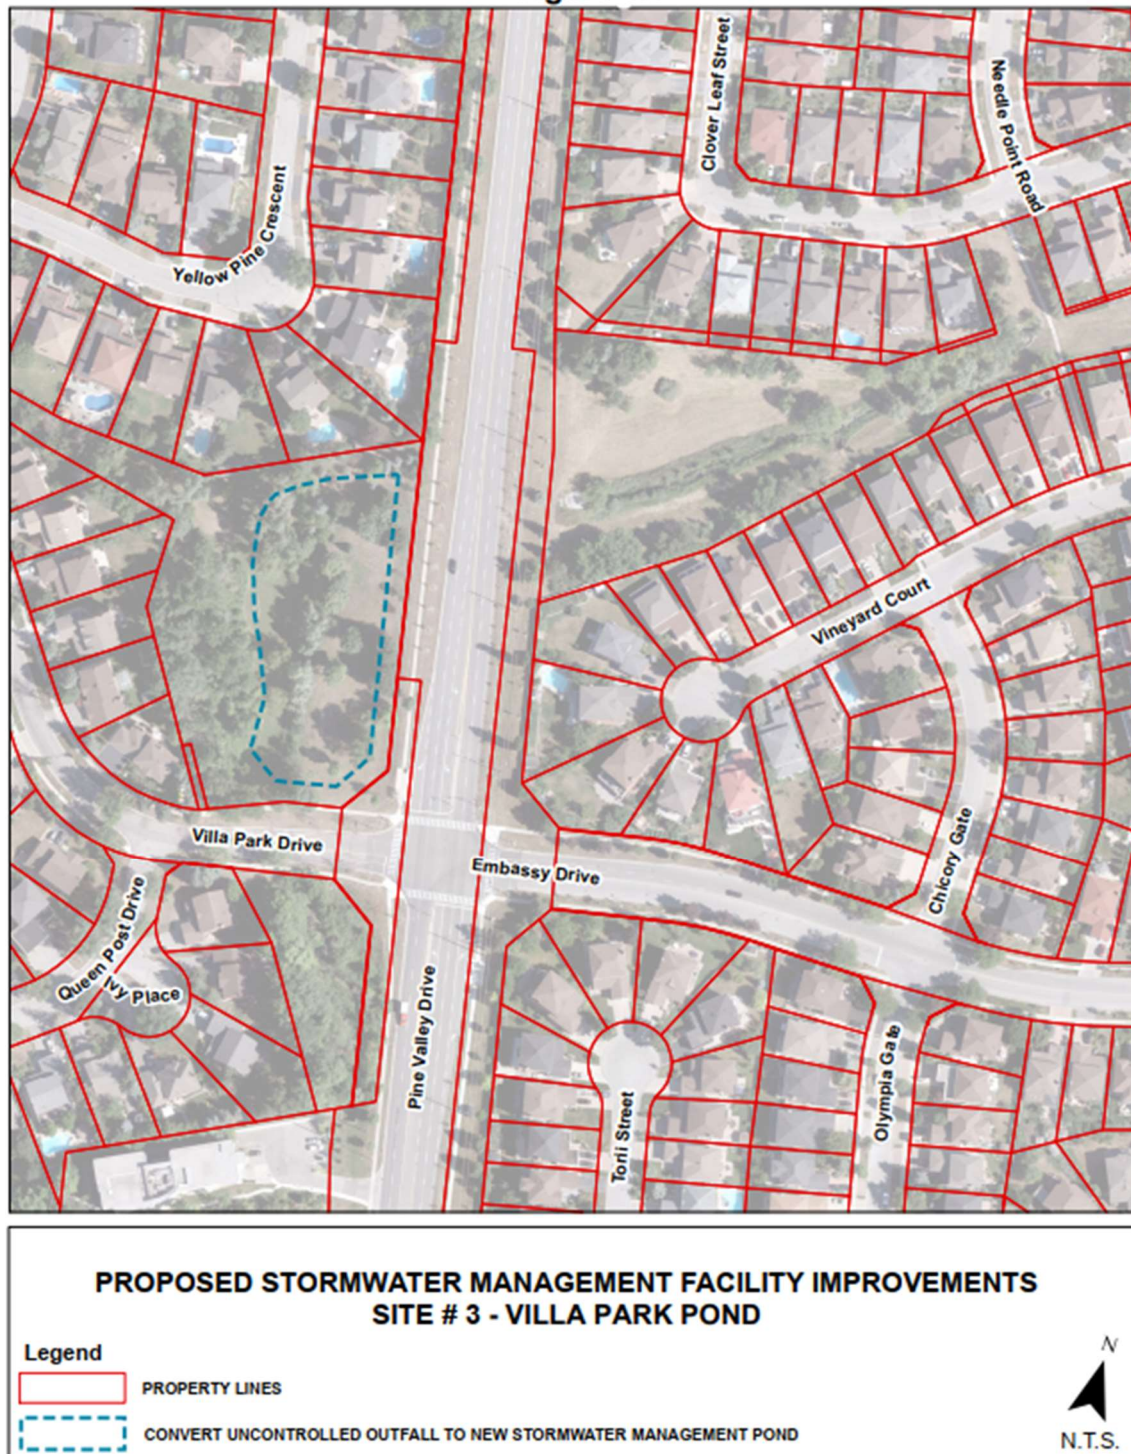 Clover Leaf Street
Needle Point Road
Yellow Pine Crescent
Vineyard Court
Villa Park Drive
Embassy Drive
Chicory Gate
Queen Post Drive
Ivy Place
Pine Valley Drive
Torii Street
Olympia Gate
PROPOSED STORMWATER MANAGEMENT FACILITY IMPROVEMENTS
SITE # 3 - VILLA PARK POND
Legend
PROPERTY LINES
CONVERT UNCONTROLLED OUTFALL TO NEW STORMWATER MANAGEMENT POND
N
N.T.S.